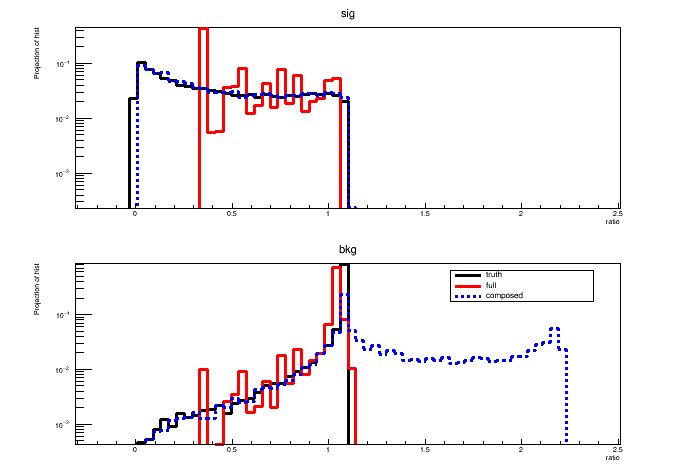 sig
Projection of hist
10⁻¹
10⁻²
10⁻³
0 0.5 1 1.5 2 2.5
ratio
bkg
Projection of hist
truth
full
composed
10⁻¹
10⁻²
10⁻³
0 0.5 1 1.5 2 2.5
ratio